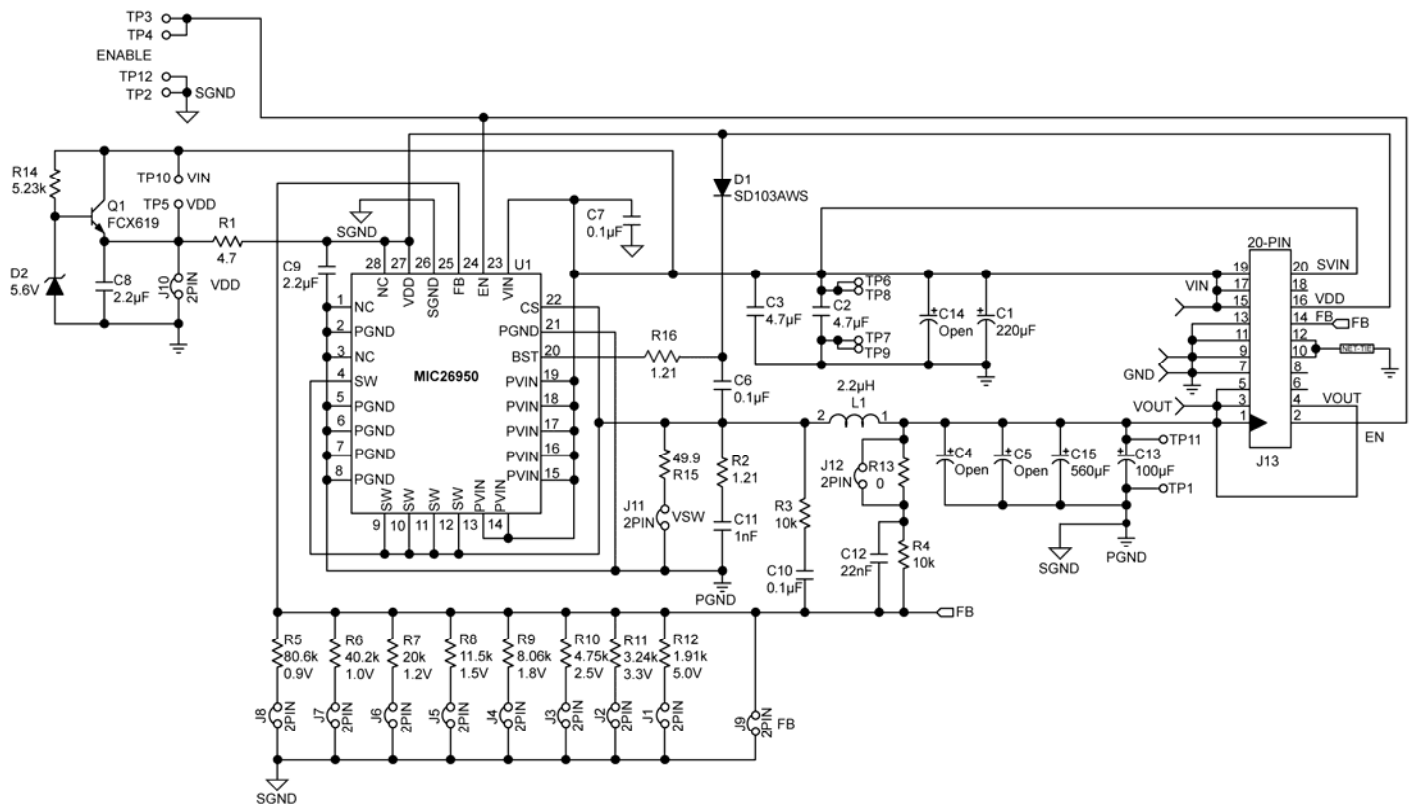 TP3
TP4
ENABLE
TP12
TP2
SGND
R14
5.23k
Q1
FCX619
TP10
VIN
TP5
VDD
R1
4.7
D2
5.6V
C8
2.2µF
J10
2PIN
VDD
C9
2.2µF
SGND
28
27
26
25
24
23
U1
NC
VDD
SGND
FB
EN
VIN
1
NC
2
PGND
3
NC
4
SW
5
PGND
6
PGND
7
PGND
8
PGND
MIC26950
CS
22
PGND
21
BST
20
PVIN
19
PVIN
18
PVIN
17
PVIN
16
PVIN
15
SW
SW
SW
SW
PVIN
PVIN
9
10
11
12
13
14
C7
0.1µF
D1
SD103AWS
R16
1.21
C6
0.1µF
C3
4.7µF
TP6
TP8
C2
4.7µF
TP7
TP9
C14
Open
C1
220µF
49.9
R15
J11
2PIN
VSW
R2
1.21
C11
1nF
PGND
R3
10k
C10
0.1µF
2.2µH
2
L1
1
J12
2PIN
R13
0
C12
22nF
R4
10k
C4
Open
C5
Open
C15
560µF
C13
100µF
TP11
TP1
SGND
PGND
20-PIN
19
20
SVIN
VIN
17
18
15
16
VDD
13
14
FB
FB
11
12
9
10
NET-TIE
GND
7
8
5
6
VOUT
3
4
VOUT
1
2
EN
J13
FB
R5
80.6k
0.9V
R6
40.2k
1.0V
R7
20k
1.2V
R8
11.5k
1.5V
R9
8.06k
1.8V
R10
4.75k
2.5V
R11
3.24k
3.3V
R12
1.91k
5.0V
J8
2PIN
J7
2PIN
J6
2PIN
J5
2PIN
J4
2PIN
J3
2PIN
J2
2PIN
J1
2PIN
J9
2PIN
FB
SGND